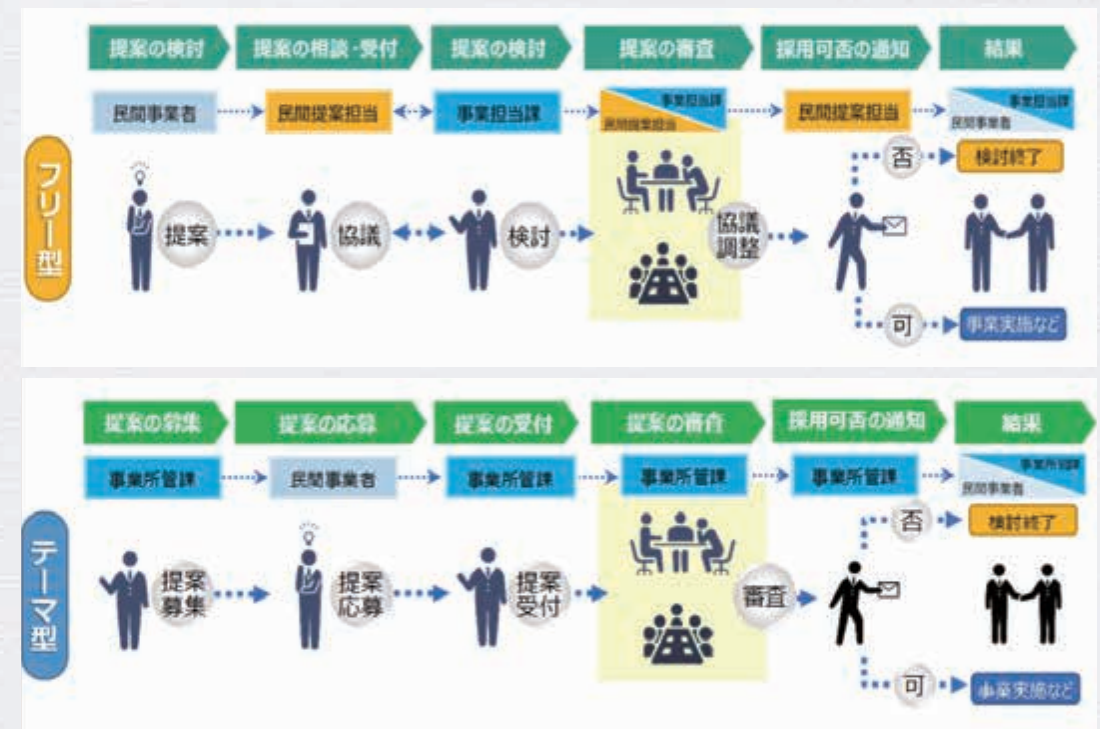 提案の検討
提案の相談・受付
提案の検討
提案の審査
採用可否の通知
結果
民間事業者
民間提案担当
事業担当課
事業担当課
民間提案担当
民間提案担当
事業担当課
民間事業者
フリー型
提案
協議
検討
協議
調整
否
検討終了
可
事業実施など
提案の募集
提案の応募
提案の受付
提案の審査
採用可否の通知
結果
事業所管課
民間事業者
事業所管課
事業所管課
事業所管課
事業所管課
民間事業者
テーマ型
提案
募集
提案
応募
提案
受付
審査
否
検討終了
可
事業実施など